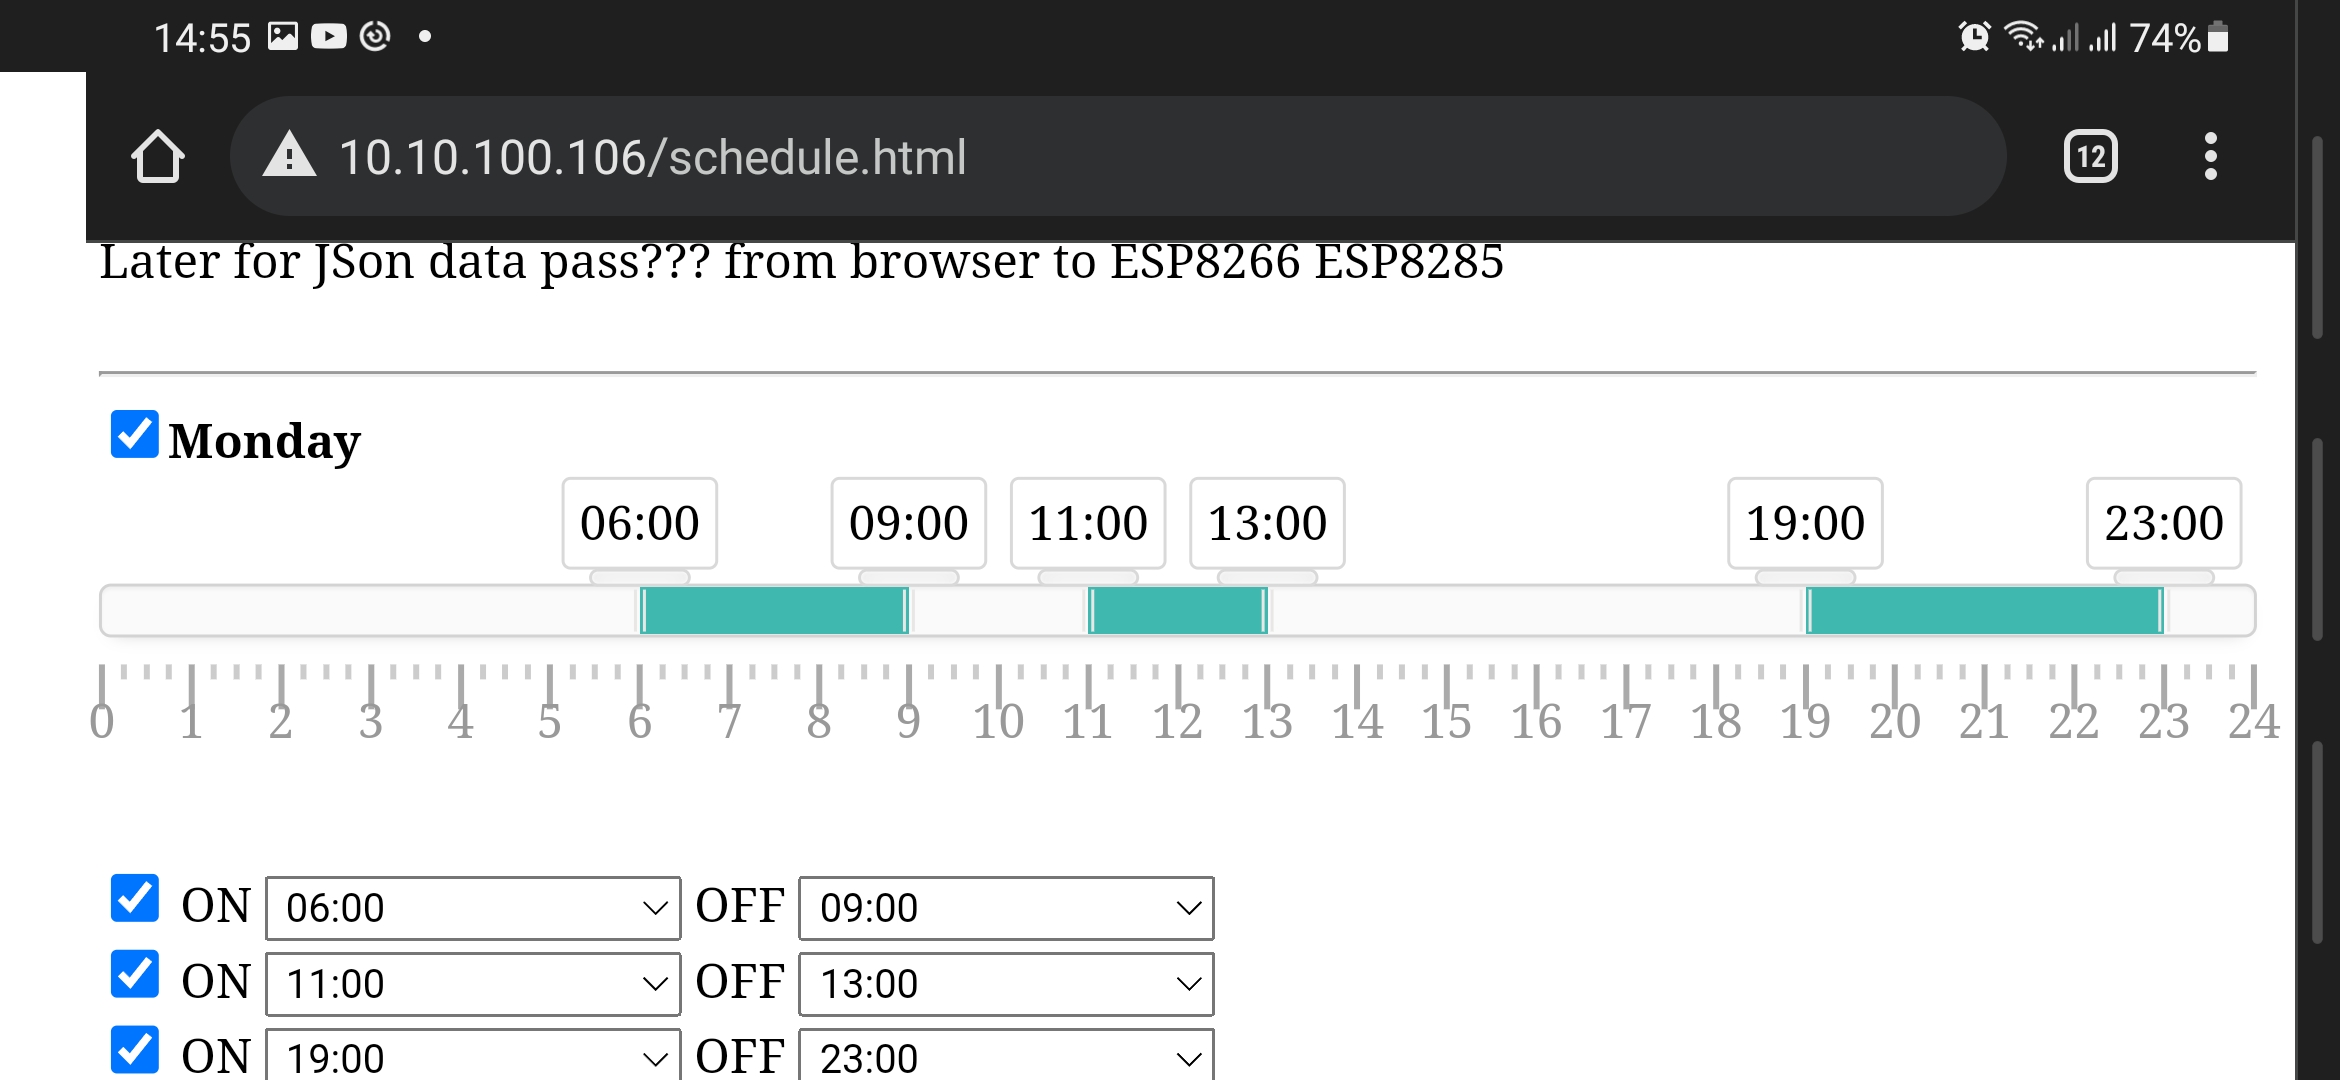 14:55 74%
10.10.100.106/schedule.html 12
Later for JSon data pass??? from browser to ESP8266 ESP8285
Monday
06:00 09:00 11:00 13:00 19:00 23:00
0 1 2 3 4 5 6 7 8 9 10 11 12 13 14 15 16 17 18 19 20 21 22 23 24
ON 06:00 OFF 09:00
ON 11:00 OFF 13:00
ON 19:00 OFF 23:00